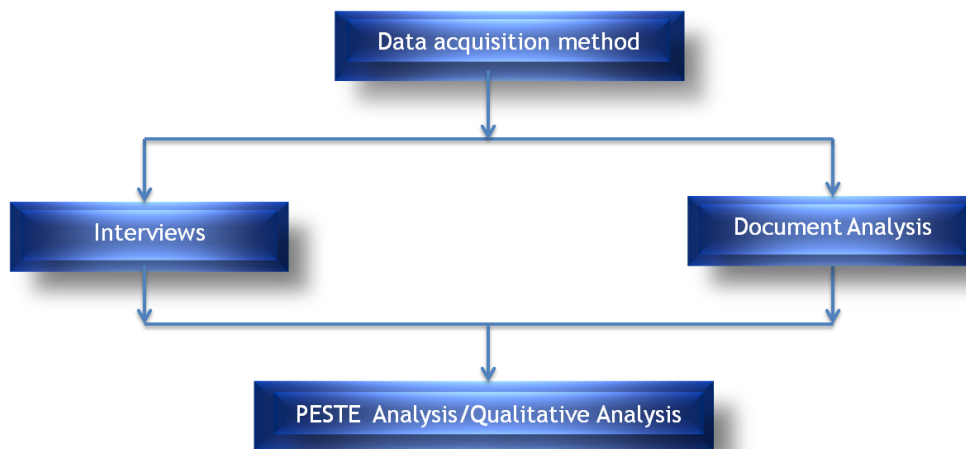 Data acquisition method
Interviews
Document Analysis
PESTE Analysis/Qualitative Analysis